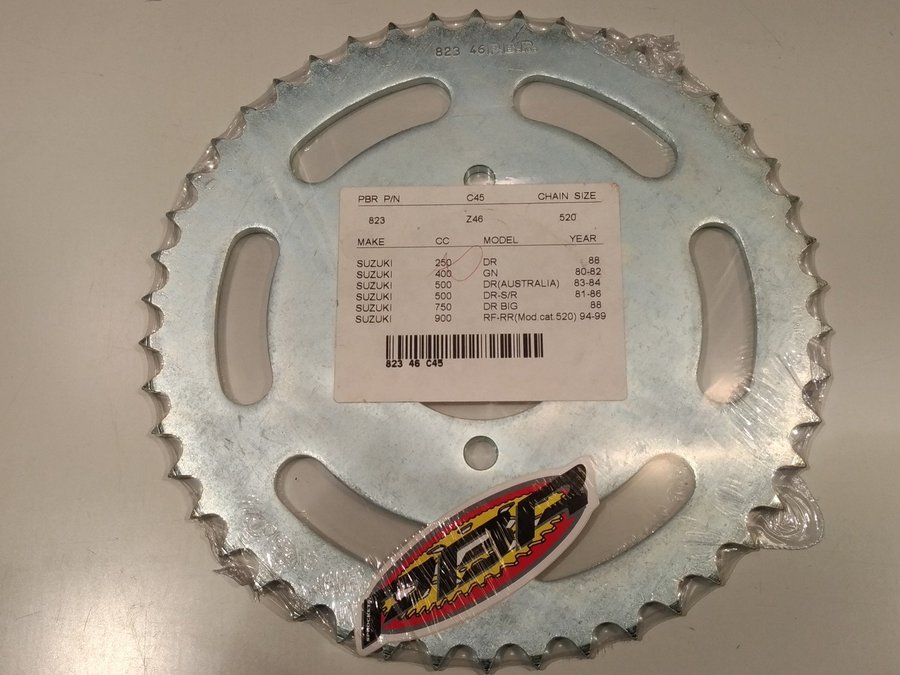 823 46 P.B.R.
PBR P/N C45 CHAIN SIZE
823 Z46 520
MAKE CC MODEL YEAR
SUZUKI 250 DR 88
SUZUKI 400 GN 80-82
SUZUKI 500 DR(AUSTRALIA) 83-84
SUZUKI 500 DR-S/R 81-86
SUZUKI 750 DR BIG 88
SUZUKI 900 RF-RR(Mod.cat.520) 94-99
823 46 C45